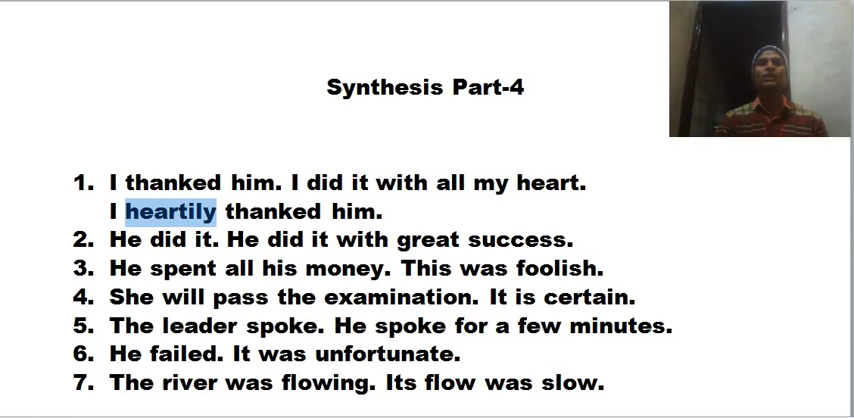 Synthesis Part-4
1. I thanked him. I did it with all my heart.
I heartily thanked him.
2. He did it. He did it with great success.
3. He spent all his money. This was foolish.
4. She will pass the examination. It is certain.
5. The leader spoke. He spoke for a few minutes.
6. He failed. It was unfortunate.
7. The river was flowing. Its flow was slow.